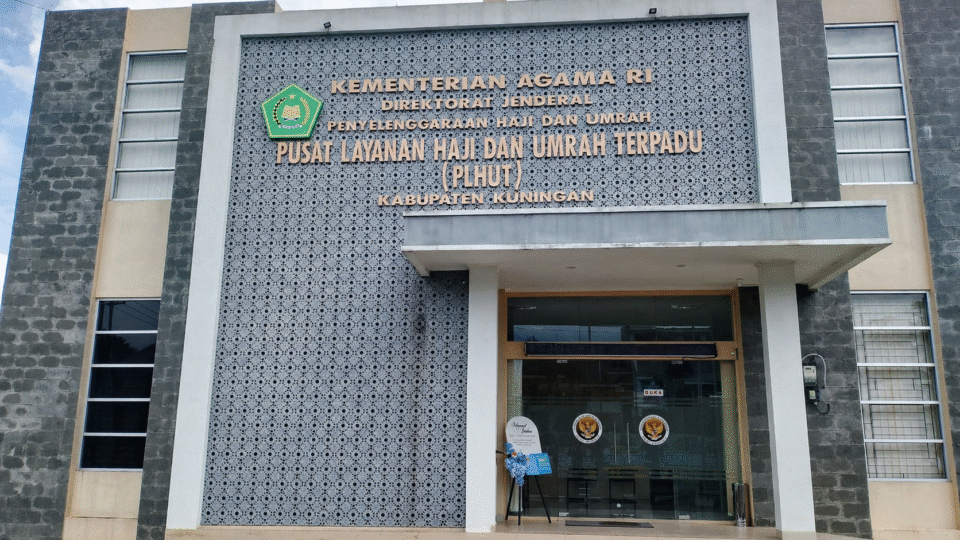 KEMENTERIAN AGAMA RI
DIREKTORAT JENDERAL
PENYELENGGARAAN HAJI DAN UMRAH
PUSAT LAYANAN HAJI DAN UMRAH TERPADU
(PLHUT)
KABUPATEN KUNINGAN
BUKA